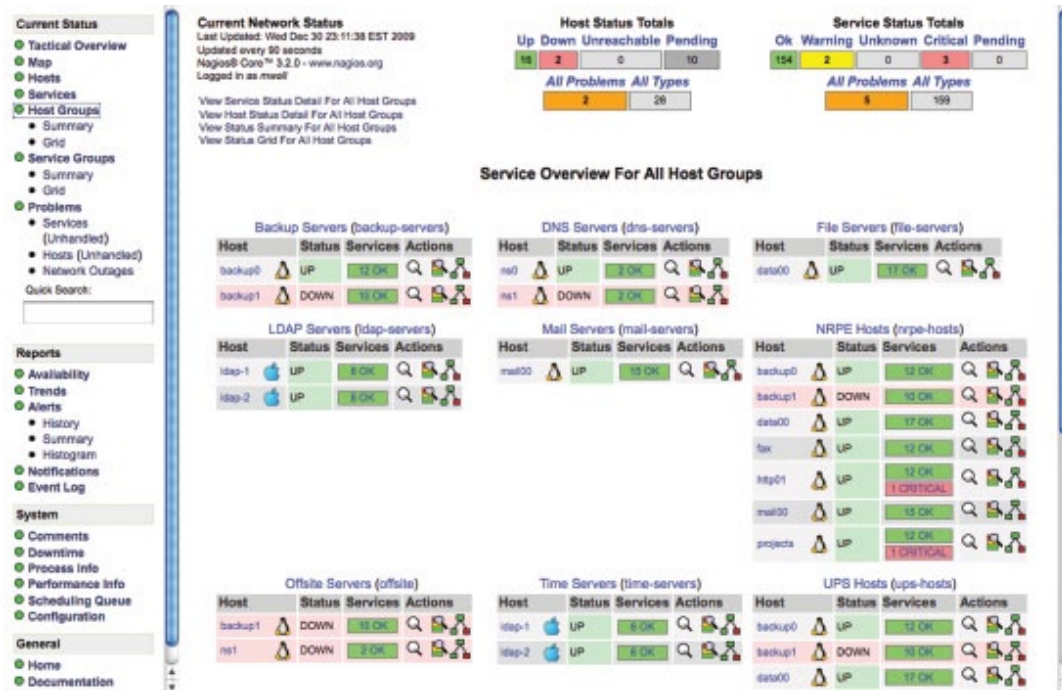 Current Status
Tactical Overview
Map
Hosts
Services
Host Groups
Summary
Grid
Service Groups
Summary
Grid
Problems
Services
(Unhandled)
Hosts (Unhandled)
Network Outages
Quick Search:
Reports
Availability
Trends
Alerts
History
Summary
Histogram
Notifications
Event Log
System
Comments
Downtime
Process Info
Performance Info
Scheduling Queue
Configuration
General
Home
Documentation
Current Network Status
Last Updated: Wed Dec 30 23:11:38 EST 2009
Updated every 90 seconds
Nagios® Core™ 3.2.0 - www.nagios.org
Logged in as
View Service Status Detail For All Host Groups
View Host Status Detail For All Host Groups
View Status Summary For All Host Groups
View Status Grid For All Host Groups
Host Status Totals
Up Down Unreachable Pending
16 2 0 10
All Problems All Types
2 28
Service Status Totals
Ok Warning Unknown Critical Pending
154 2 0 3 0
All Problems All Types
5 159
Service Overview For All Host Groups
Backup Servers (backup-servers)
Host Status Services Actions
backup0 UP 12 OK
backup1 DOWN 10 OK
DNS Servers (dns-servers)
Host Status Services Actions
ns0 UP 2 OK
ns1 DOWN 2 OK
File Servers (file-servers)
Host Status Services Actions
data00 UP 17 OK
LDAP Servers (ldap-servers)
Host Status Services Actions
ldap-1 UP 6 OK
ldap-2 UP 6 OK
Mail Servers (mail-servers)
Host Status Services Actions
mail00 UP 15 OK
NRPE Hosts (nrpe-hosts)
Host Status Services Actions
backup0 UP 12 OK
backup1 DOWN 10 OK
data00 UP 17 OK
fax UP 12 OK
http01 UP 12 OK
1 CRITICAL
mail00 UP 15 OK
projects UP 12 OK
1 CRITICAL
Offsite Servers (offsite)
Host Status Services Actions
backup1 DOWN 10 OK
ns1 DOWN 2 OK
Time Servers (time-servers)
Host Status Services Actions
ldap-1 UP 6 OK
ldap-2 UP 6 OK
UPS Hosts (ups-hosts)
Host Status Services Actions
backup0 UP 12 OK
backup1 DOWN 10 OK
data00 UP 17 OK